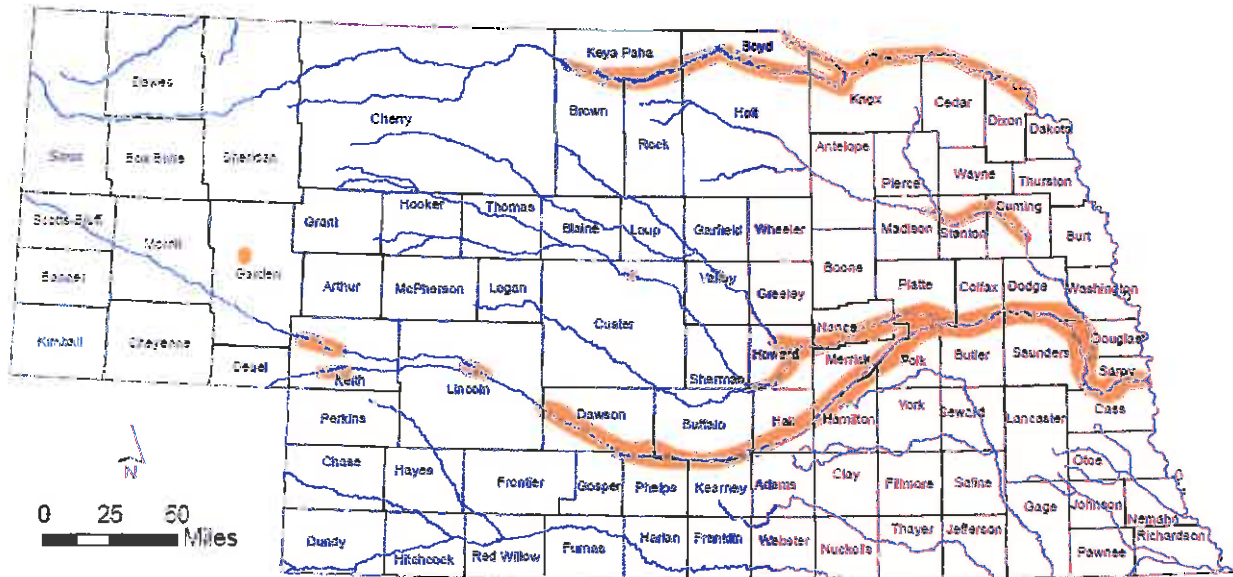 Keya Paha
Boyd
Dawes
Brown
Knox
Cedar
Cherry
Holt
Dixon
Dakota
Rock
Sioux
Box Butte
Sheridan
Antelope
Pierce
Wayne
Thurston
Scotts Bluff
Grant
Hooker
Thomas
Blaine
Loup
Garfield
Wheeler
Madison
Stanton
Cuming
Burt
Morrill
Garden
Banner
Boone
Arthur
McPherson
Logan
Valley
Greeley
Platte
Colfax
Dodge
Washington
Custer
Nance
Kimball
Cheyenne
Howard
Merrick
Polk
Butler
Saunders
Douglas
Deuel
Keith
Lincoln
Sherman
Sarpy
Dawson
Buffalo
Hall
Hamilton
York
Seward
Lancaster
Cass
Perkins
Chase
Hayes
Frontier
Gosper
Phelps
Kearney
Adams
Clay
Fillmore
Saline
Otoe
N
Gage
Johnson
Nemaha
0 25 50
Miles
Dundy
Hitchcock
Red Willow
Furnas
Harlan
Franklin
Webster
Nuckolls
Thayer
Jefferson
Pawnee
Richardson